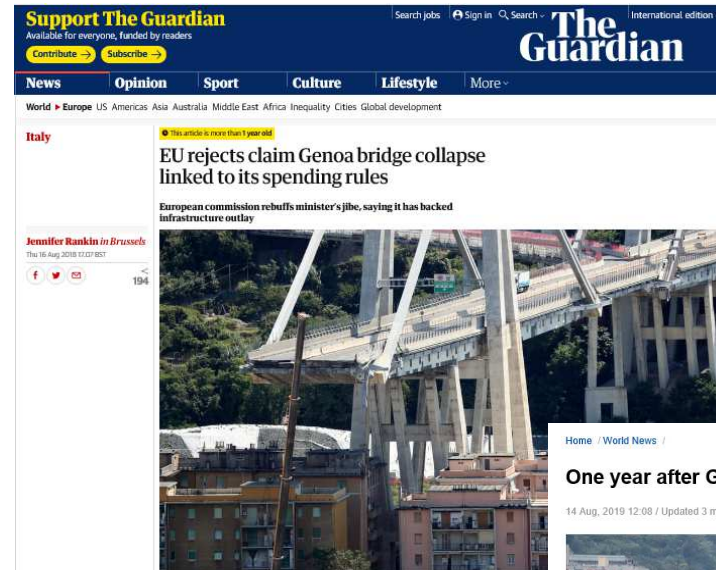 Support The Guardian
Available for everyone, funded by readers
Contribute → Subscribe →
Search jobs Sign in Search
The Guardian
International edition
News Opinion Sport Culture Lifestyle More
World ▸ Europe US Americas Asia Australia Middle East Africa Inequality Cities Global development
Italy
This article is more than 1 year old
EU rejects claim Genoa bridge collapse
linked to its spending rules
European commission rebuffs minister's jibe, saying it has backed
infrastructure outlay
Jennifer Rankin in Brussels
Thu 16 Aug 2018 17.07 BST
194
Home / World News /
One year after G
14 Aug, 2019 12:08 / Updated 3 m